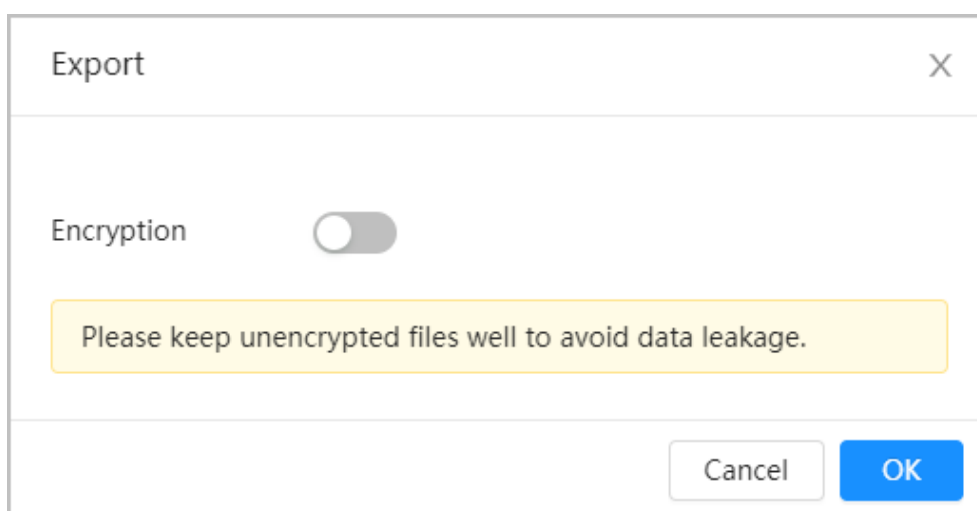 Export
X
Encryption
Please keep unencrypted files well to avoid data leakage.
Cancel
OK